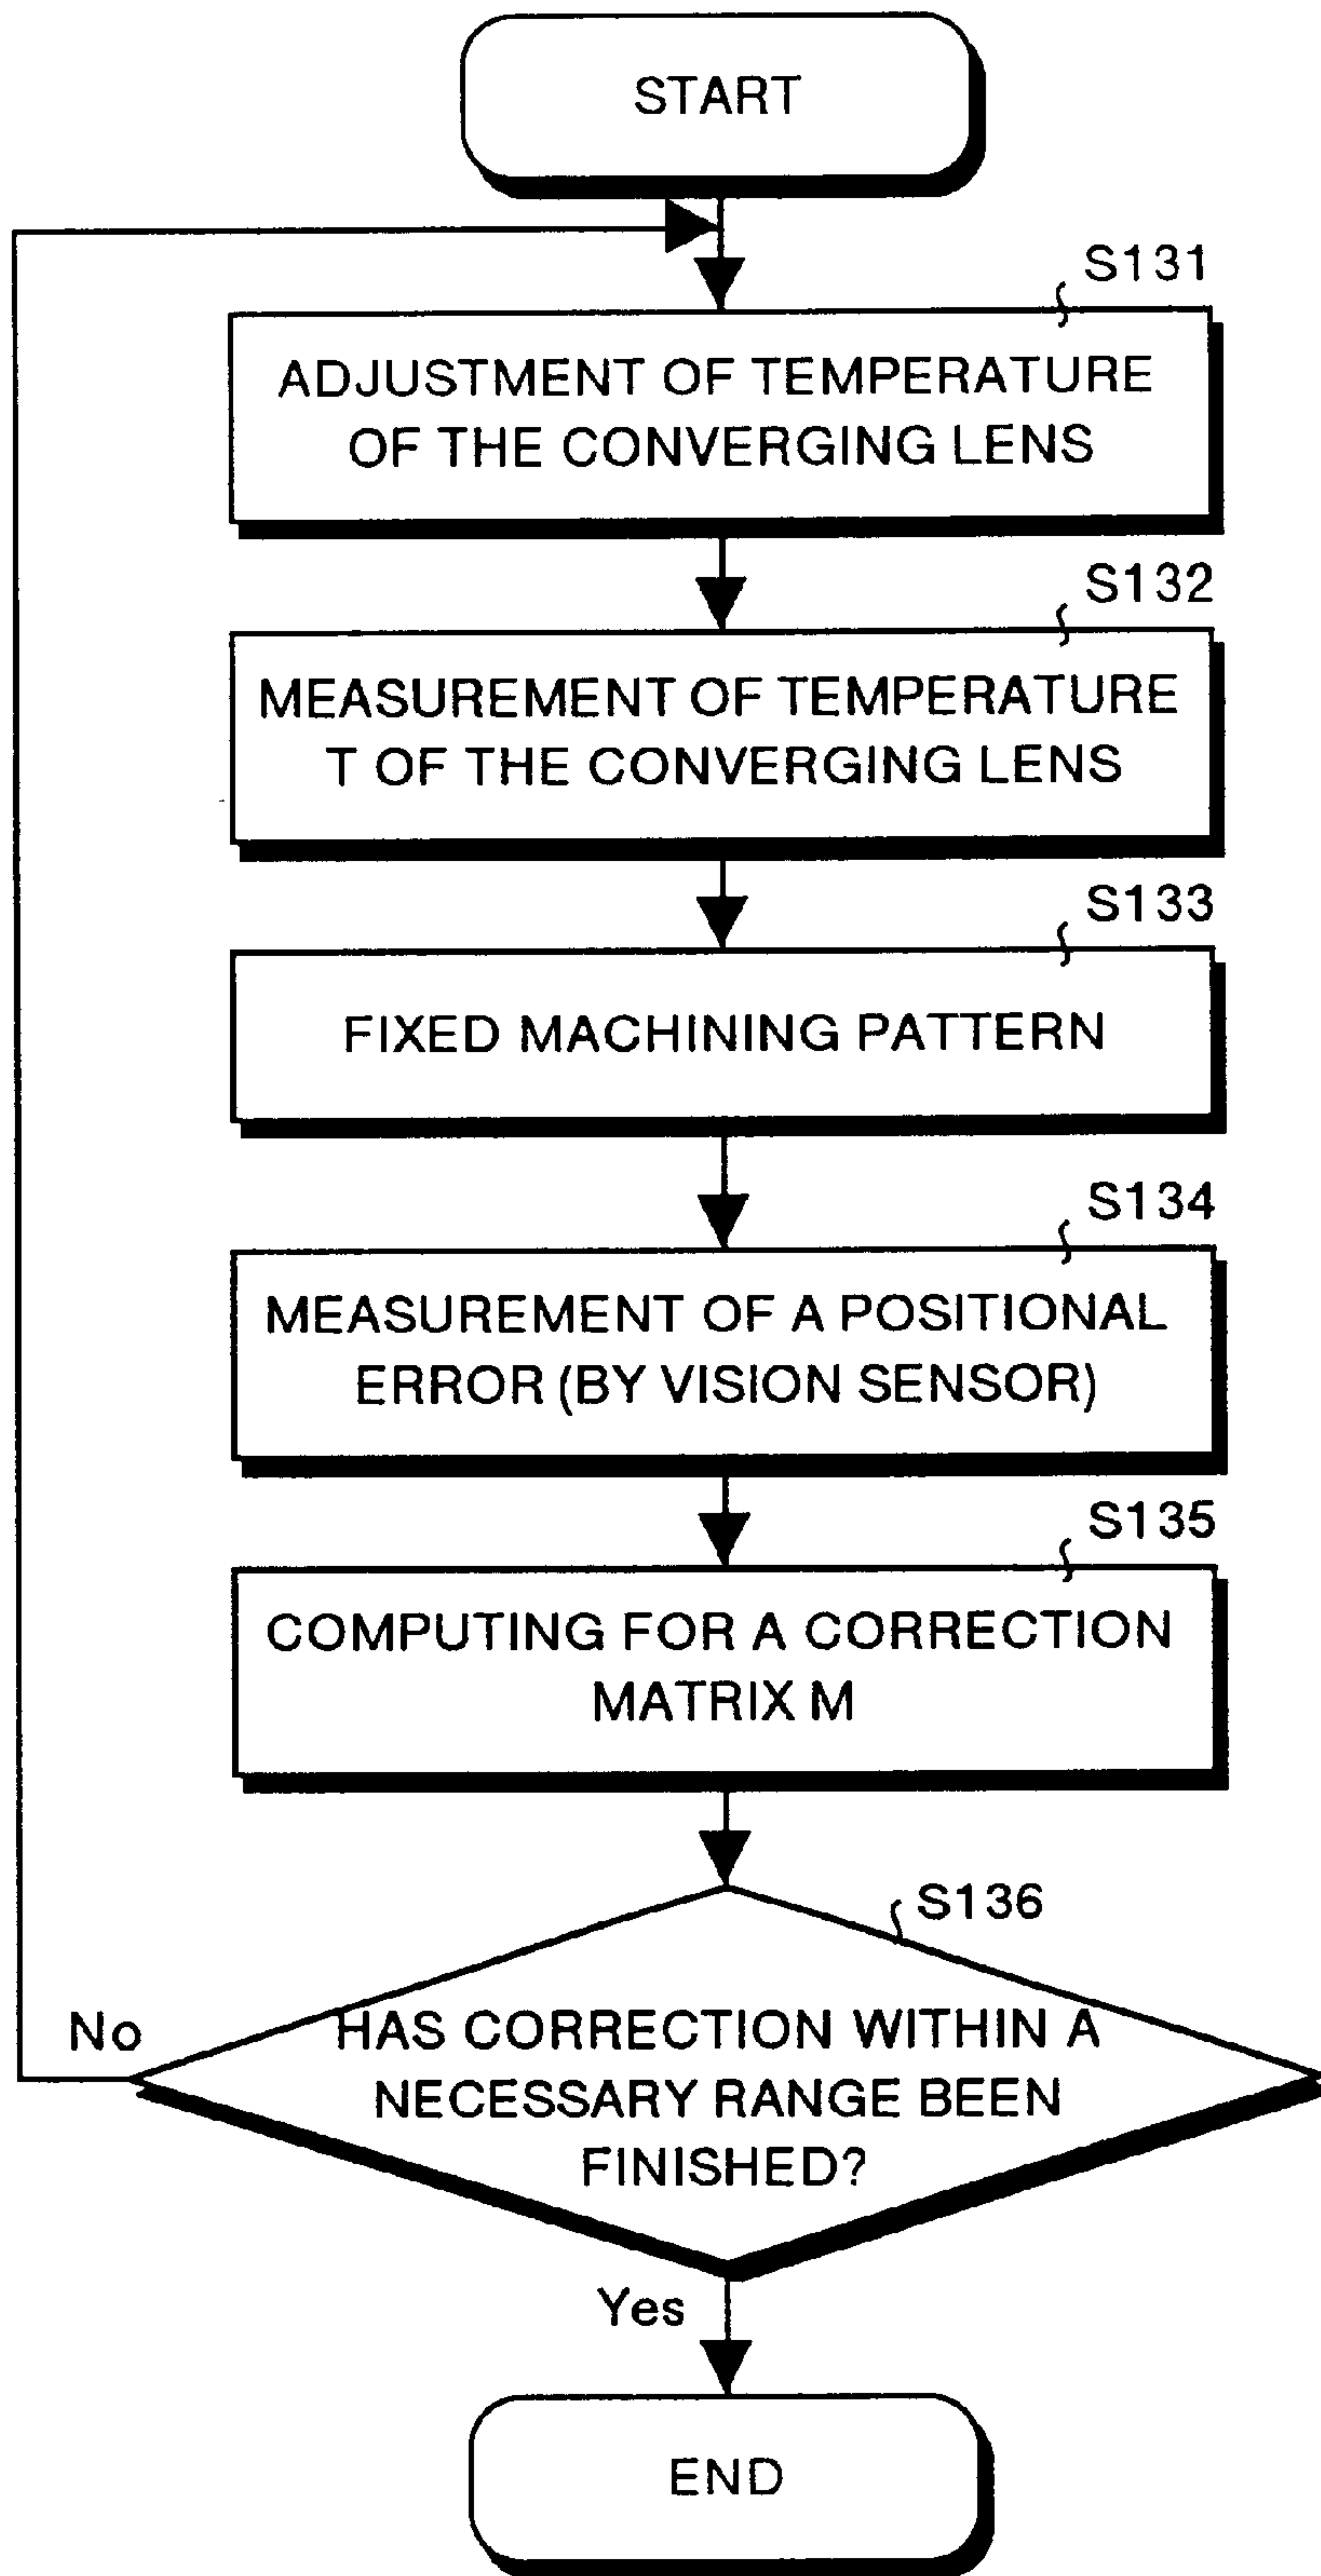 START
S131
ADJUSTMENT OF TEMPERATURE
OF THE CONVERGING LENS
S132
MEASUREMENT OF TEMPERATURE
T OF THE CONVERGING LENS
S133
FIXED MACHINING PATTERN
S134
MEASUREMENT OF A POSITIONAL
ERROR (BY VISION SENSOR)
S135
COMPUTING FOR A CORRECTION
MATRIX M
S136
No
HAS CORRECTION WITHIN A
NECESSARY RANGE BEEN
FINISHED?
Yes
END